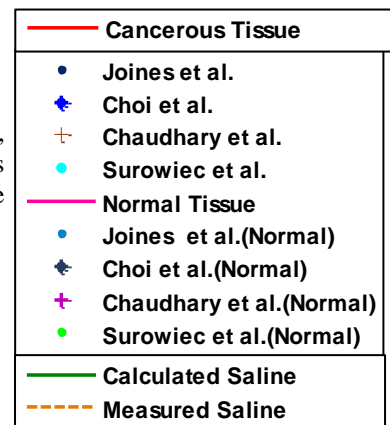 Cancerous Tissue
Joines et al.
Choi et al.
,
Chaudhary et al.
s
Surowiec et al.
e
Normal Tissue
Joines et al.(Normal)
Choi et al.(Normal)
Chaudhary et al.(Normal)
Surowiec et al.(Normal)
Calculated Saline
Measured Saline